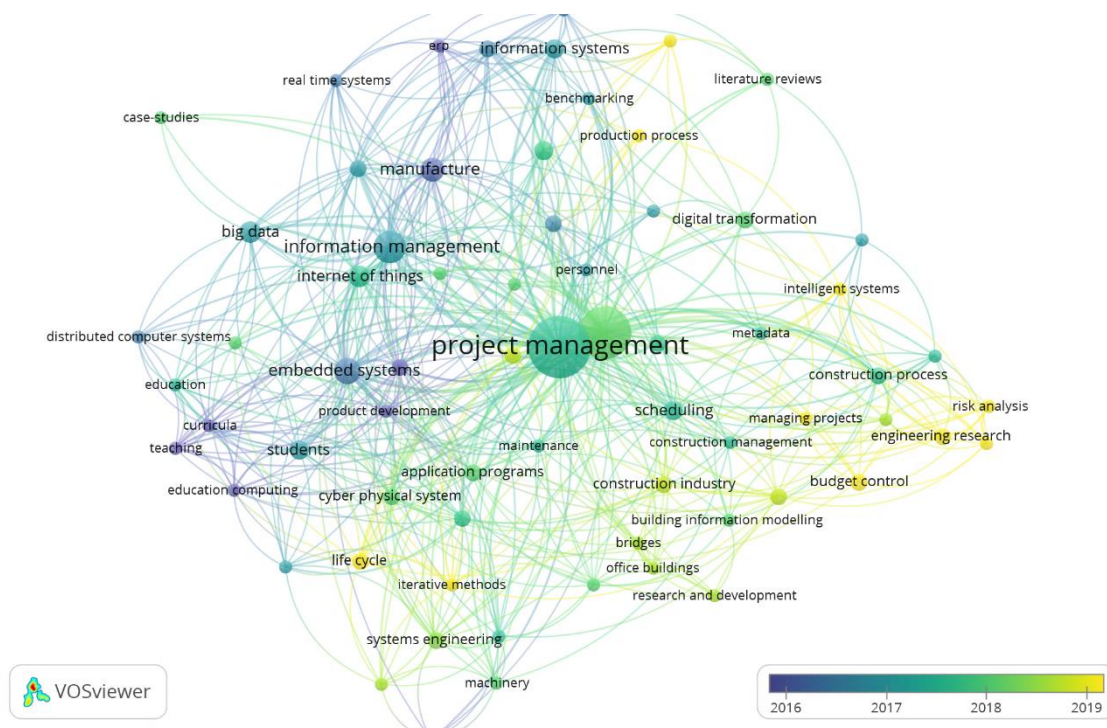 erp
information systems
real time systems
literature reviews
benchmarking
case-studies
production process
manufacture
digital transformation
big data
information management
personnel
internet of things
intelligent systems
distributed computer systems
metadata
project management
embedded systems
construction process
education
product development
scheduling
risk analysis
managing projects
curricula
engineering research
teaching
students
maintenance
construction management
application programs
budget control
education computing
cyber physical system
construction industry
building information modelling
bridges
life cycle
office buildings
iterative methods
research and development
systems engineering
machinery
VOSviewer
2016 2017 2018 2019